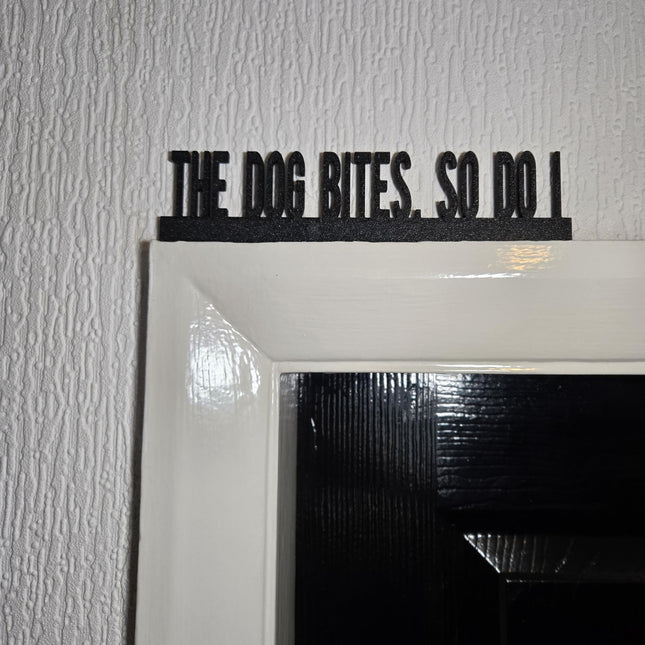 THE DOG BITES. SO DO I